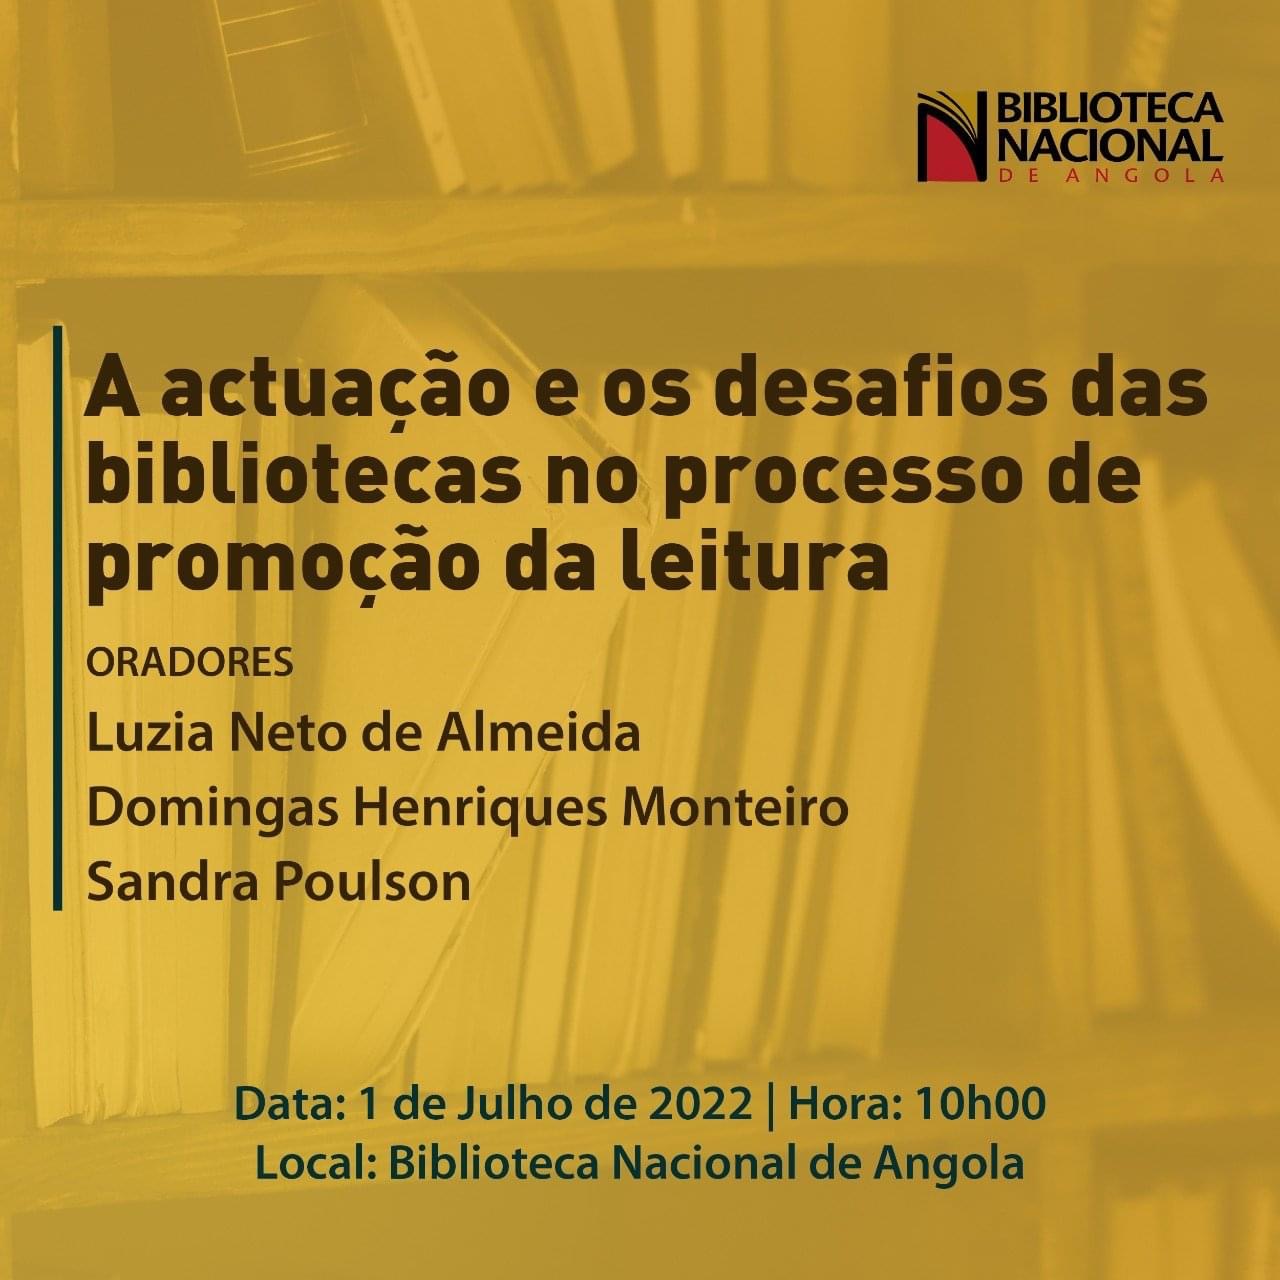 BIBLIOTECA
NACIONAL
DE ANGOLA
A actuação e os desafios das
bibliotecas no processo de
promoção da leitura
ORADORES
Luzia Neto de Almeida
Domingas Henriques Monteiro
Sandra Poulson
Data: 1 de Julho de 2022 | Hora: 10h00
Local: Biblioteca Nacional de Angola